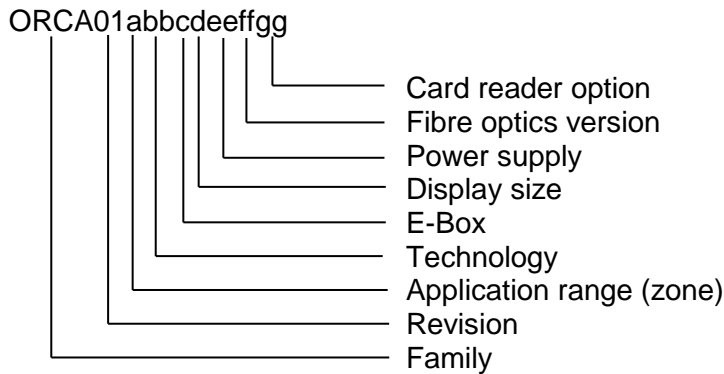 ORCA01abbcdeeffgg
Card reader option
Fibre optics version
Power supply
Display size
E-Box
Technology
Application range (zone)
Revision
Family